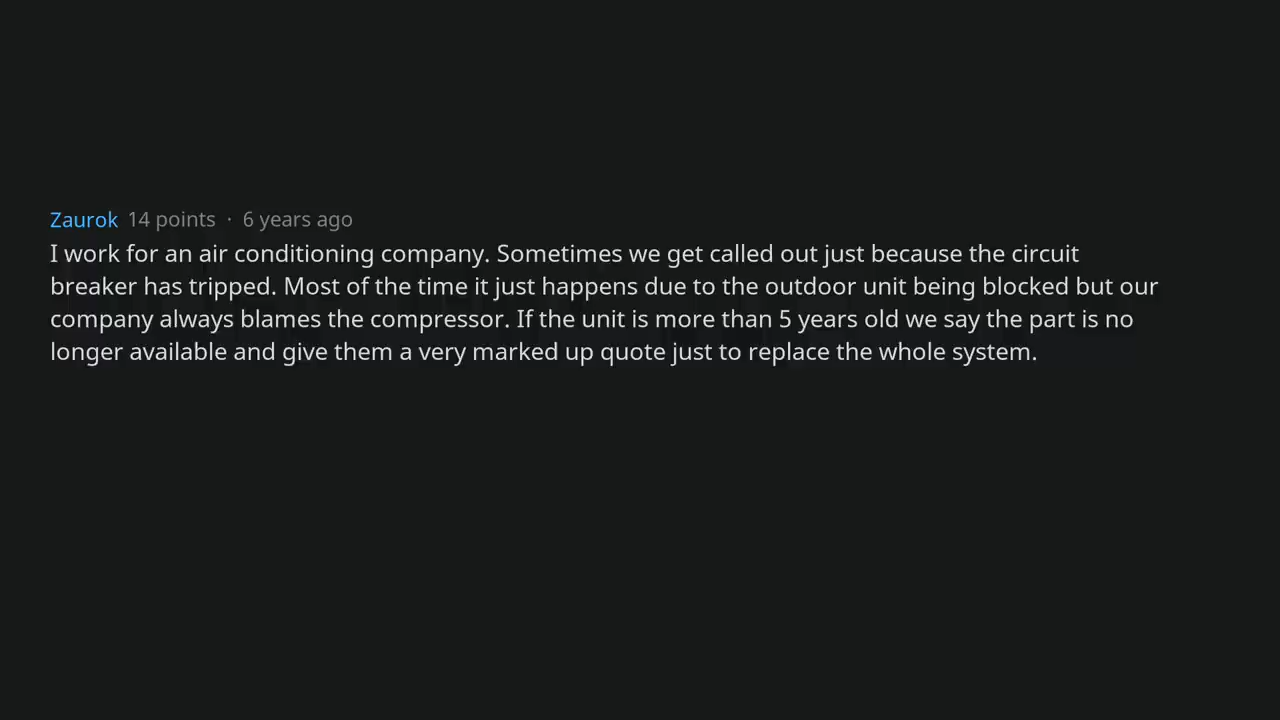 Zaurok 14 points · 6 years ago
I work for an air conditioning company. Sometimes we get called out just because the circuit
breaker has tripped. Most of the time it just happens due to the outdoor unit being blocked but our
company always blames the compressor. If the unit is more than 5 years old we say the part is no
longer available and give them a very marked up quote just to replace the whole system.